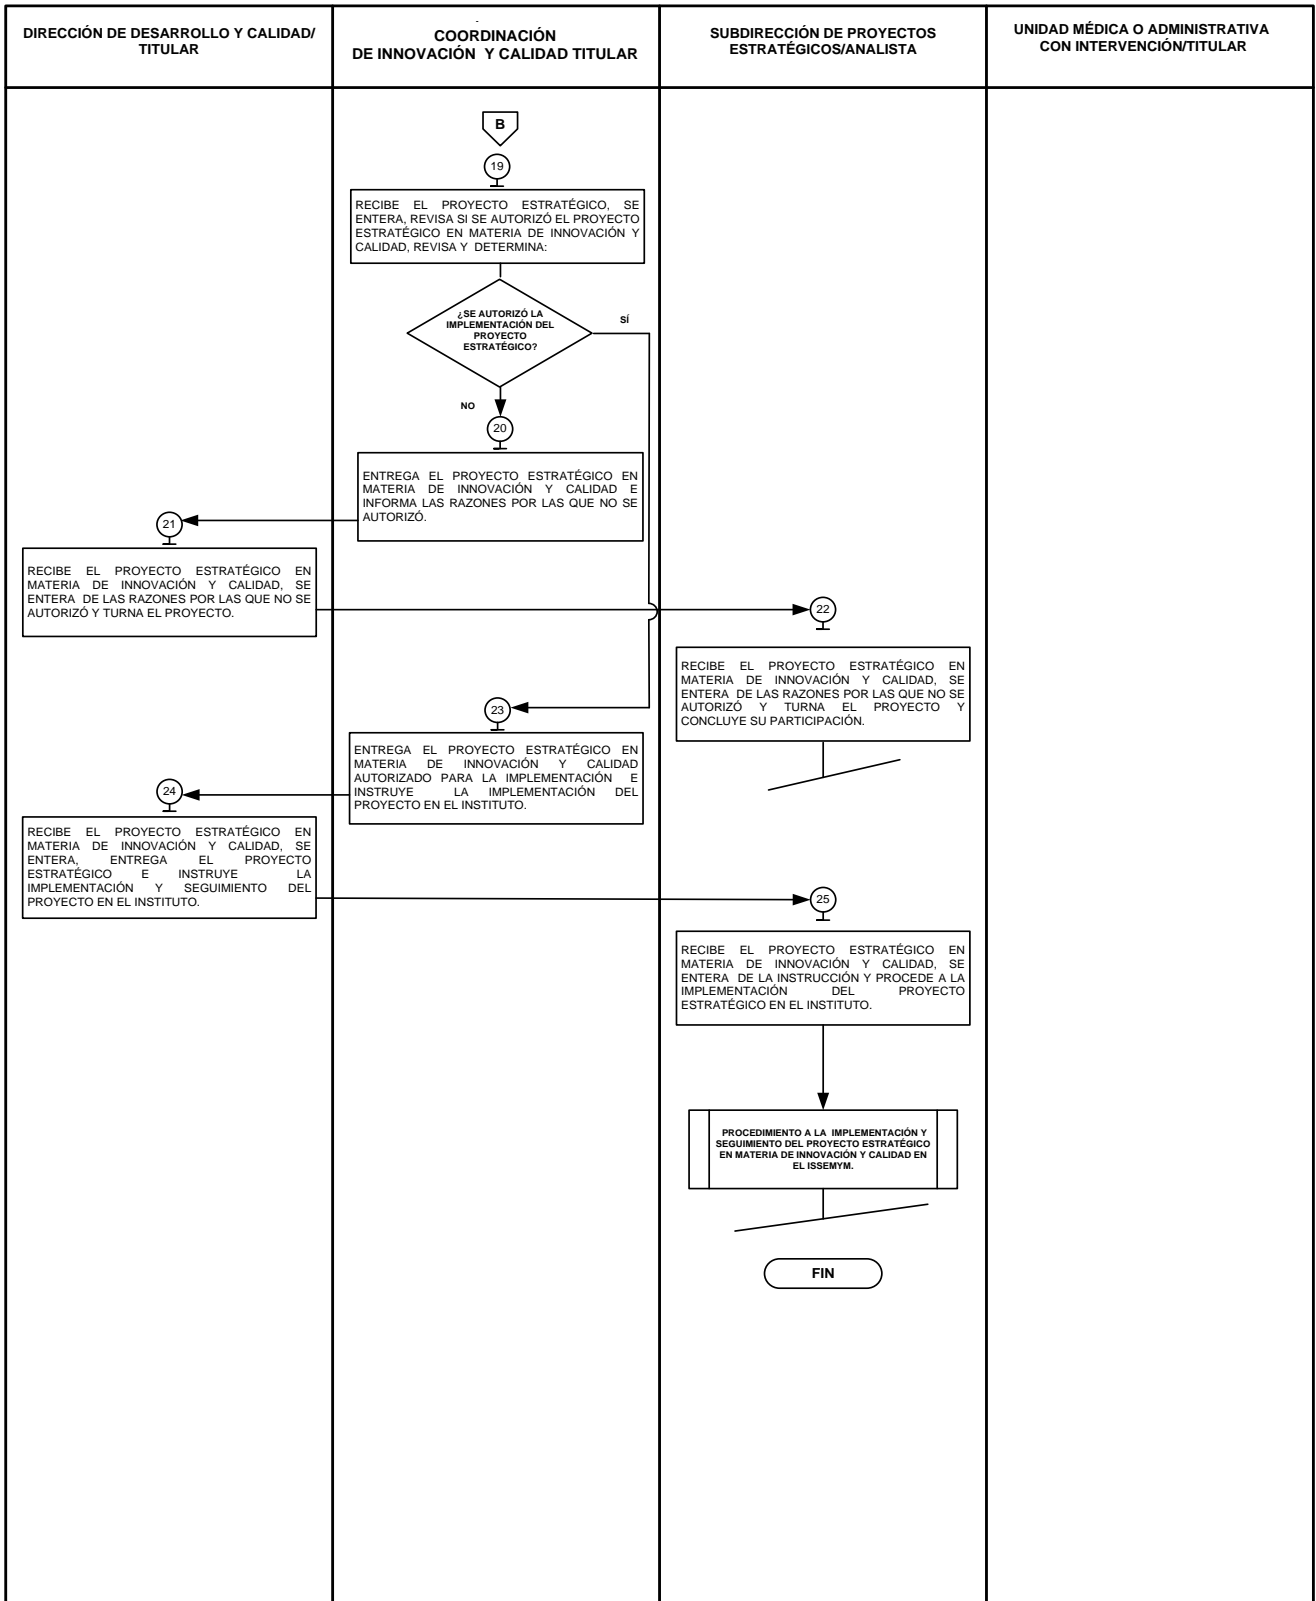 DIRECCIÓN DE DESARROLLO Y CALIDAD/
TITULAR
COORDINACIÓN
DE INNOVACIÓN Y CALIDAD TITULAR
SUBDIRECCIÓN DE PROYECTOS
ESTRATÉGICOS/ANALISTA
UNIDAD MÉDICA O ADMINISTRATIVA
CON INTERVENCIÓN/TITULAR
B
19
RECIBE EL PROYECTO ESTRATÉGICO, SE
ENTERA, REVISA SI SE AUTORIZÓ EL PROYECTO
ESTRATÉGICO EN MATERIA DE INNOVACIÓN Y
CALIDAD, REVISA Y DETERMINA:
¿SE AUTORIZÓ LA
IMPLEMENTACIÓN DEL
PROYECTO
ESTRATÉGICO?
SÍ
NO
20
ENTREGA EL PROYECTO ESTRATÉGICO EN
MATERIA DE INNOVACIÓN Y CALIDAD E
INFORMA LAS RAZONES POR LAS QUE NO SE
AUTORIZÓ.
21
RECIBE EL PROYECTO ESTRATÉGICO EN
MATERIA DE INNOVACIÓN Y CALIDAD, SE
ENTERA DE LAS RAZONES POR LAS QUE NO SE
AUTORIZÓ Y TURNA EL PROYECTO.
22
RECIBE EL PROYECTO ESTRATÉGICO EN
MATERIA DE INNOVACIÓN Y CALIDAD, SE
ENTERA DE LAS RAZONES POR LAS QUE NO SE
AUTORIZÓ Y TURNA EL PROYECTO Y
CONCLUYE SU PARTICIPACIÓN.
23
ENTREGA EL PROYECTO ESTRATÉGICO EN
MATERIA DE INNOVACIÓN Y CALIDAD
AUTORIZADO PARA LA IMPLEMENTACIÓN E
INSTRUYE LA IMPLEMENTACIÓN DEL
PROYECTO EN EL INSTITUTO.
24
RECIBE EL PROYECTO ESTRATÉGICO EN
MATERIA DE INNOVACIÓN Y CALIDAD, SE
ENTERA, ENTREGA EL PROYECTO
ESTRATÉGICO E INSTRUYE LA
IMPLEMENTACIÓN Y SEGUIMIENTO DEL
PROYECTO EN EL INSTITUTO.
25
RECIBE EL PROYECTO ESTRATÉGICO EN
MATERIA DE INNOVACIÓN Y CALIDAD, SE
ENTERA DE LA INSTRUCCIÓN Y PROCEDE A LA
IMPLEMENTACIÓN DEL PROYECTO
ESTRATÉGICO EN EL INSTITUTO.
PROCEDIMIENTO A LA IMPLEMENTACIÓN Y
SEGUIMIENTO DEL PROYECTO ESTRATÉGICO
EN MATERIA DE INNOVACIÓN Y CALIDAD EN
EL ISSEMYM.
FIN